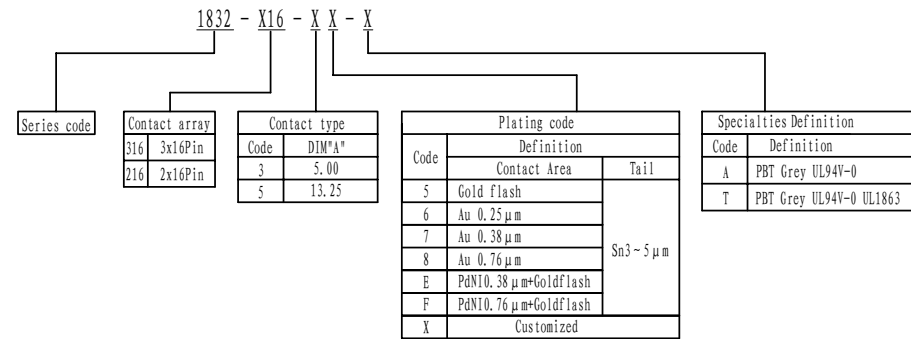 1832 - X16 - X X - X
Series code
Contact array
316 3x16Pin
216 2x16Pin
Contact type
Code DIM"A"
3 5.00
5 13.25
Plating code
Code Definition
Contact Area Tail
5 Gold flash
6 Au 0.25μm
7 Au 0.38μm
8 Au 0.76μm
E PdNI0.38μm+Goldflash
F PdNI0.76μm+Goldflash
Sn3~5μm
X Customized
Specialties Definition
Code Definition
A PBT Grey UL94V-0
T PBT Grey UL94V-0 UL1863